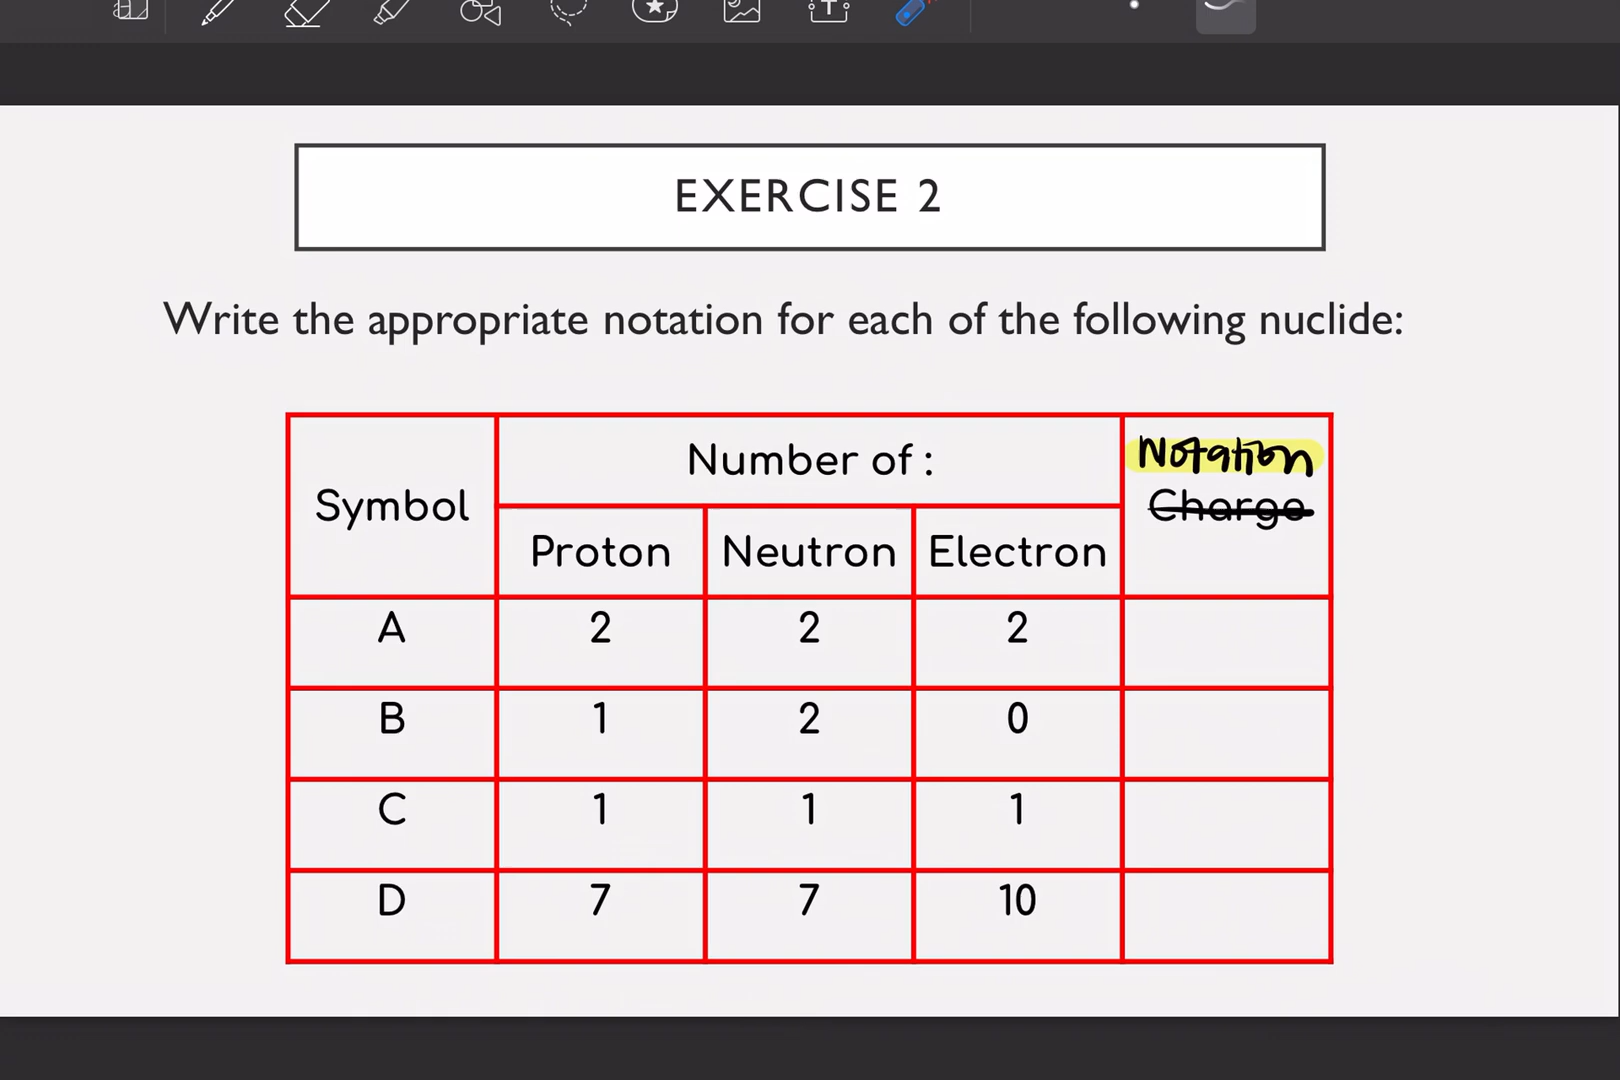 EXERCISE 2
Write the appropriate notation for each of the following nuclide:
Symbol
Number of :
Notation
Charge
Proton Neutron Electron
A 2 2 2
B 1 2 0
C 1 1 1
D 7 7 10